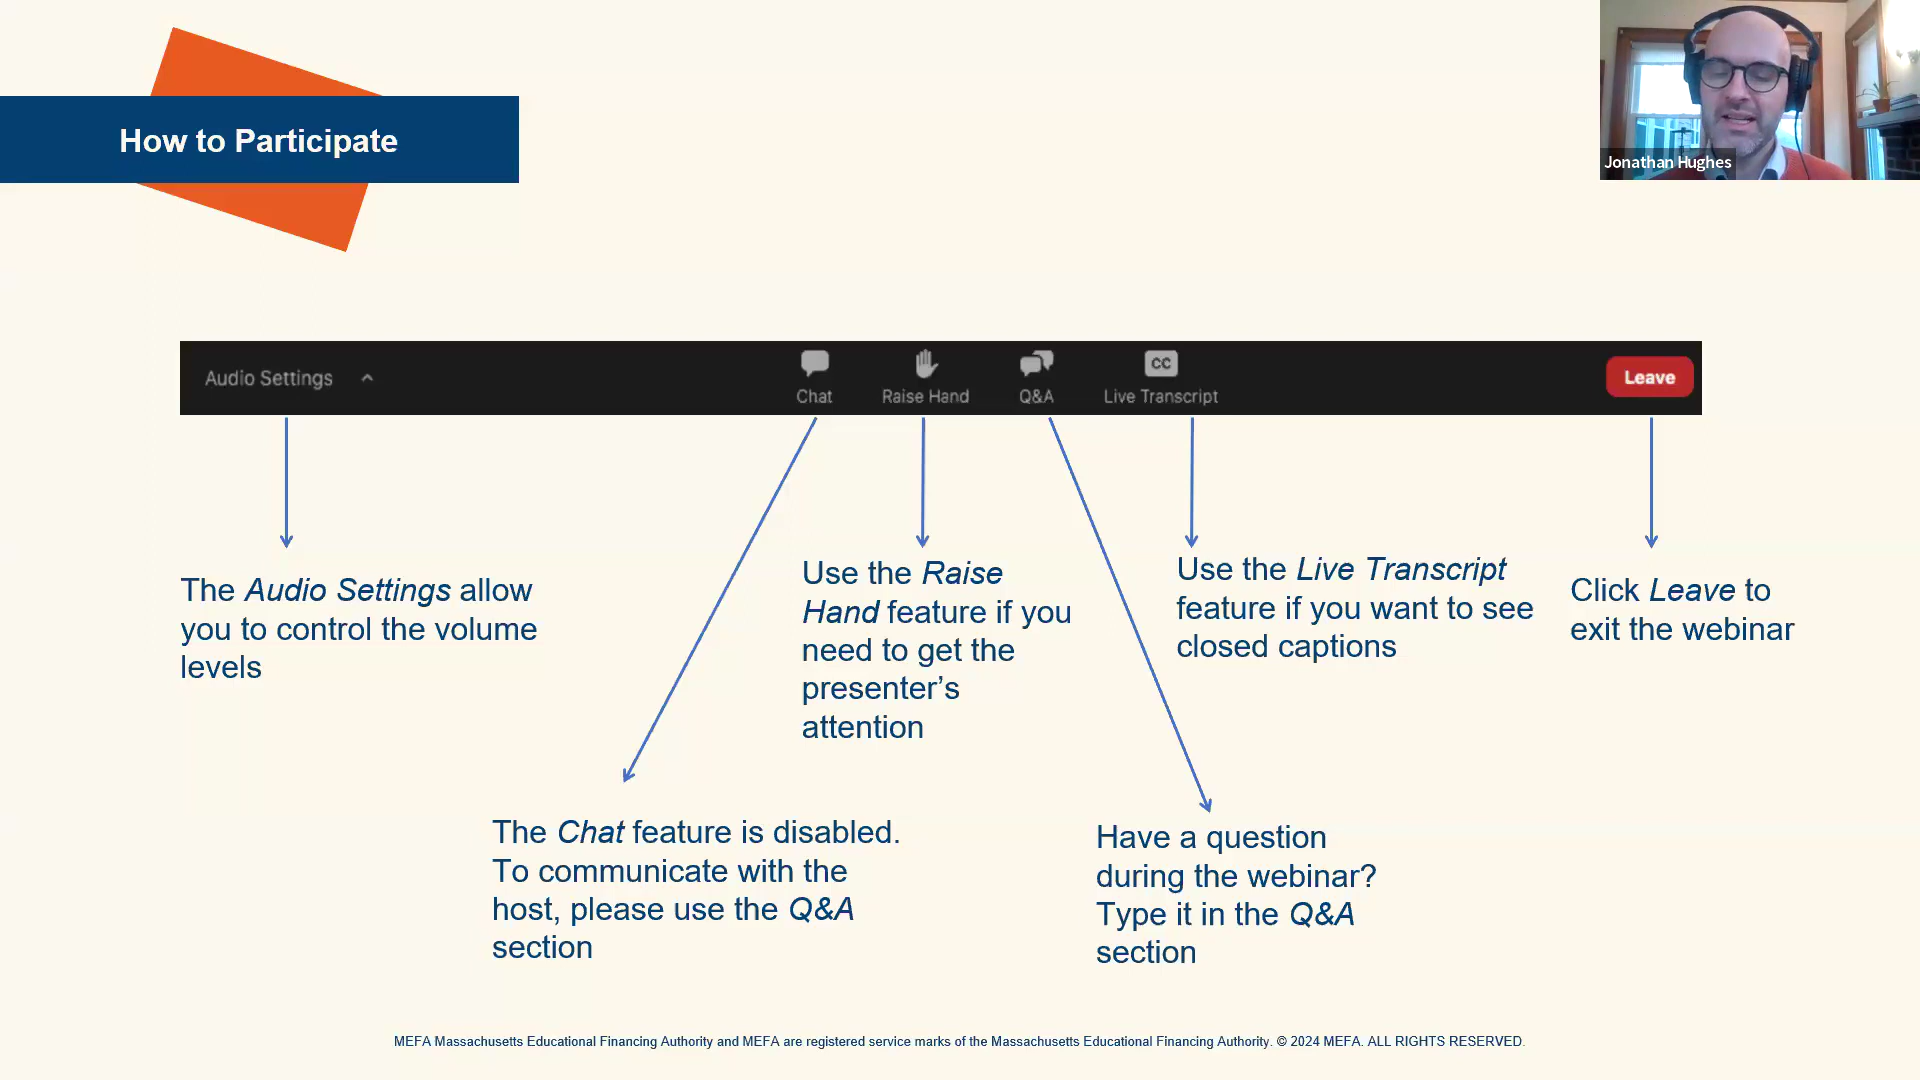 How to Participate
Jonathan Hughes
Audio Settings
Chat
Raise Hand
Q&A
CC
Live Transcript
Leave
The Audio Settings allow
you to control the volume
levels
Use the Raise
Hand feature if you
need to get the
presenter’s
attention
Use the Live Transcript
feature if you want to see
closed captions
Click Leave to
exit the webinar
The Chat feature is disabled.
To communicate with the
host, please use the Q&A
section
Have a question
during the webinar?
Type it in the Q&A
section
MEFA Massachusetts Educational Financing Authority and MEFA are registered service marks of the Massachusetts Educational Financing Authority. © 2024 MEFA. ALL RIGHTS RESERVED.